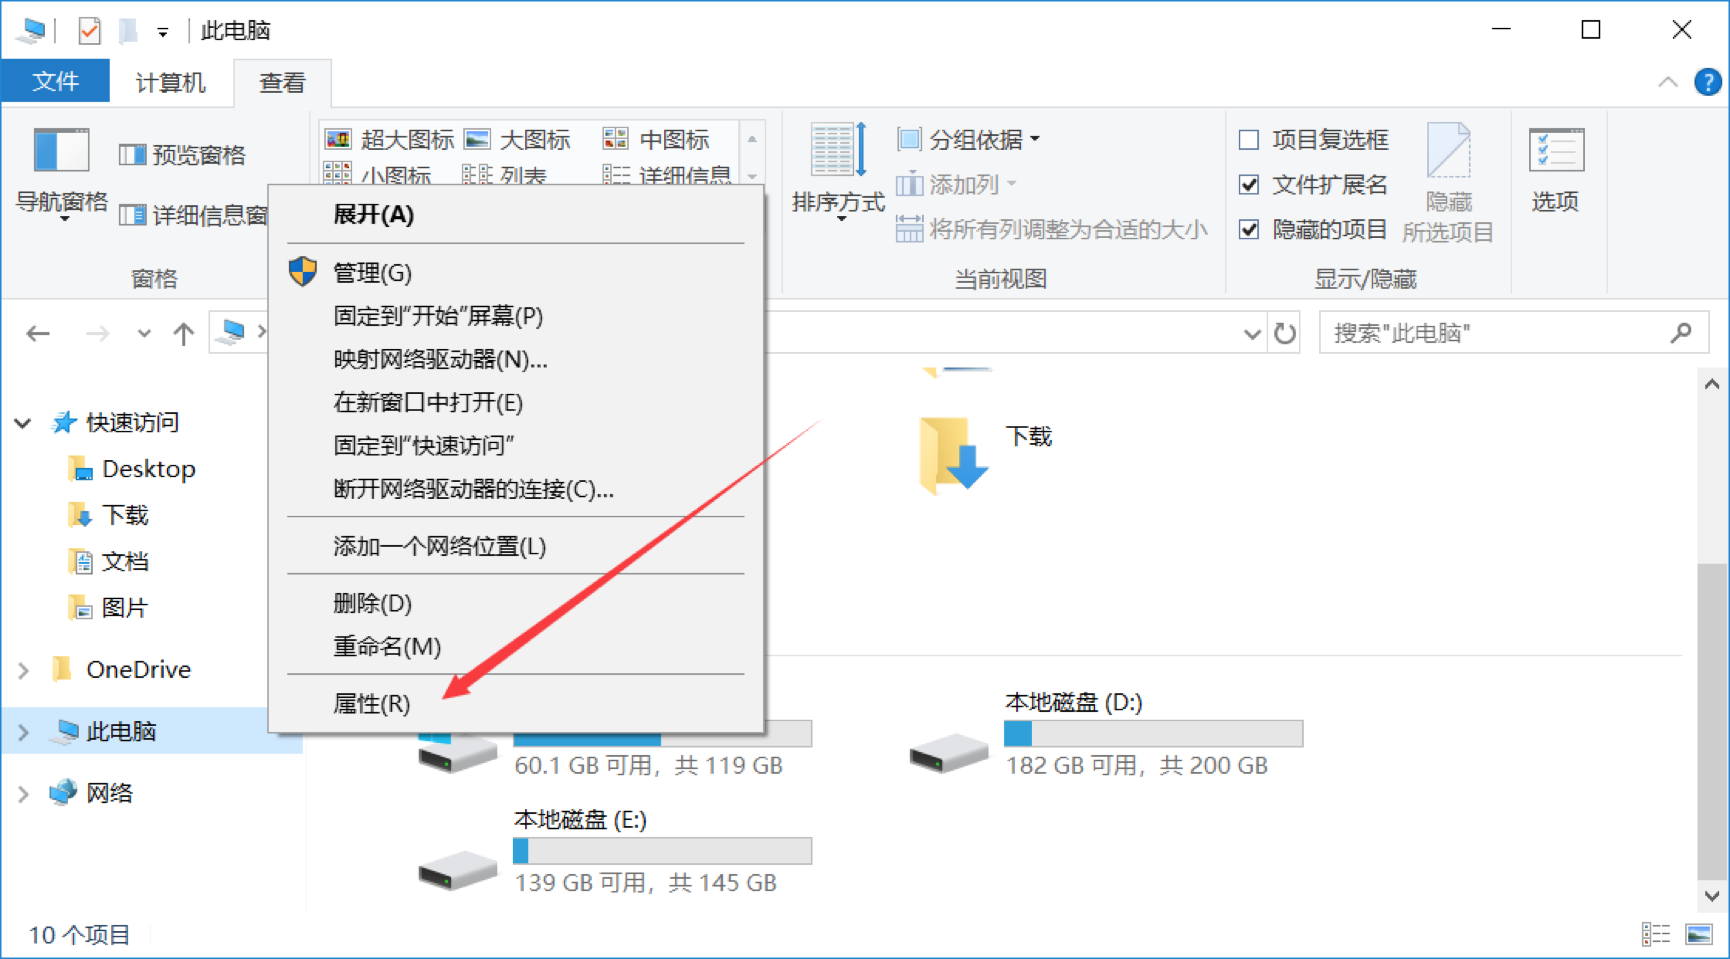 此电脑
文件 计算机 查看
导航窗格
预览窗格
详细信息窗
窗格
超大图标 大图标 中图标
小图标 列表 详细信息
排序方式
分组依据
添加列
将所有列调整为合适的大小
当前视图
项目复选框
文件扩展名
隐藏的项目
隐藏
所选项目
显示/隐藏
选项
搜索"此电脑"
展开(A)
管理(G)
固定到“开始”屏幕(P)
映射网络驱动器(N)...
在新窗口中打开(E)
固定到“快速访问”
断开网络驱动器的连接(C)...
添加一个网络位置(L)
删除(D)
重命名(M)
属性(R)
快速访问
Desktop
下载
文档
图片
OneDrive
此电脑
网络
下载
60.1 GB 可用，共 119 GB
本地磁盘 (D:)
182 GB 可用，共 200 GB
本地磁盘 (E:)
139 GB 可用，共 145 GB
10 个项目